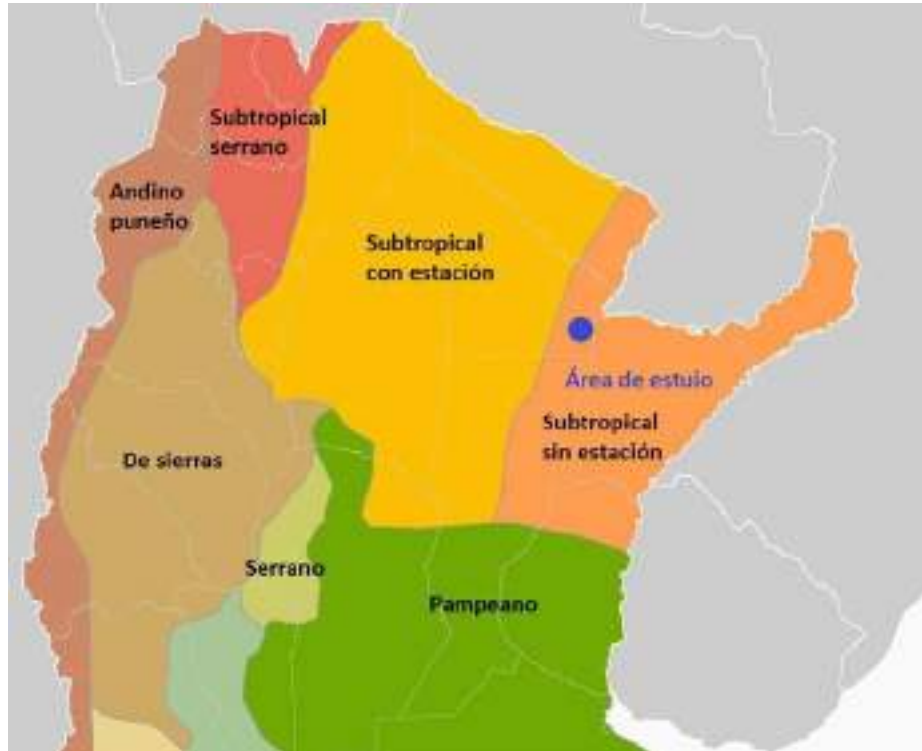 Subtropical
serrano
Andino
puneño
Subtropical
con estación
Área de estuio
Subtropical
sin estación
De sierras
Serrano
Pampeano